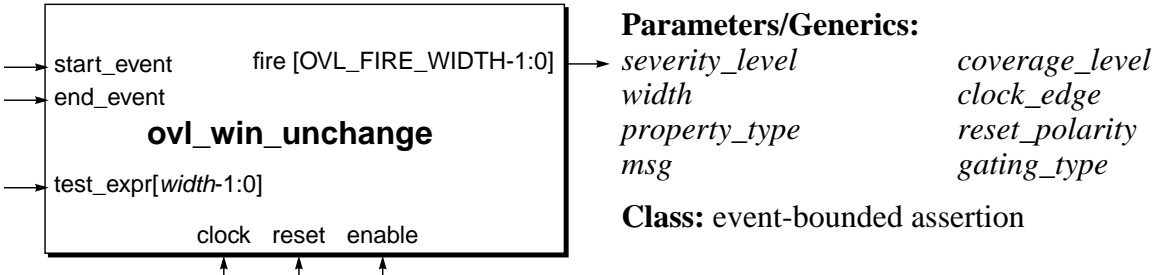 start_event
fire [OVL_FIRE_WIDTH-1:0]
end_event
ovl_win_unchange
test_expr[width-1:0]
clock reset enable
Parameters/Generics:
severity_level coverage_level
width clock_edge
property_type reset_polarity
msg gating_type
Class: event-bounded assertion